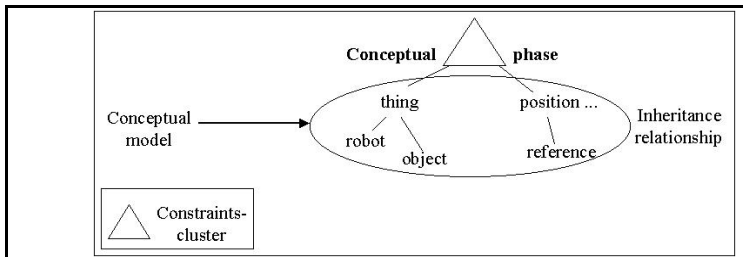 Conceptual phase
thing position ...
Conceptual
model
Inheritance
relationship
robot
object
reference
Constraints-
cluster